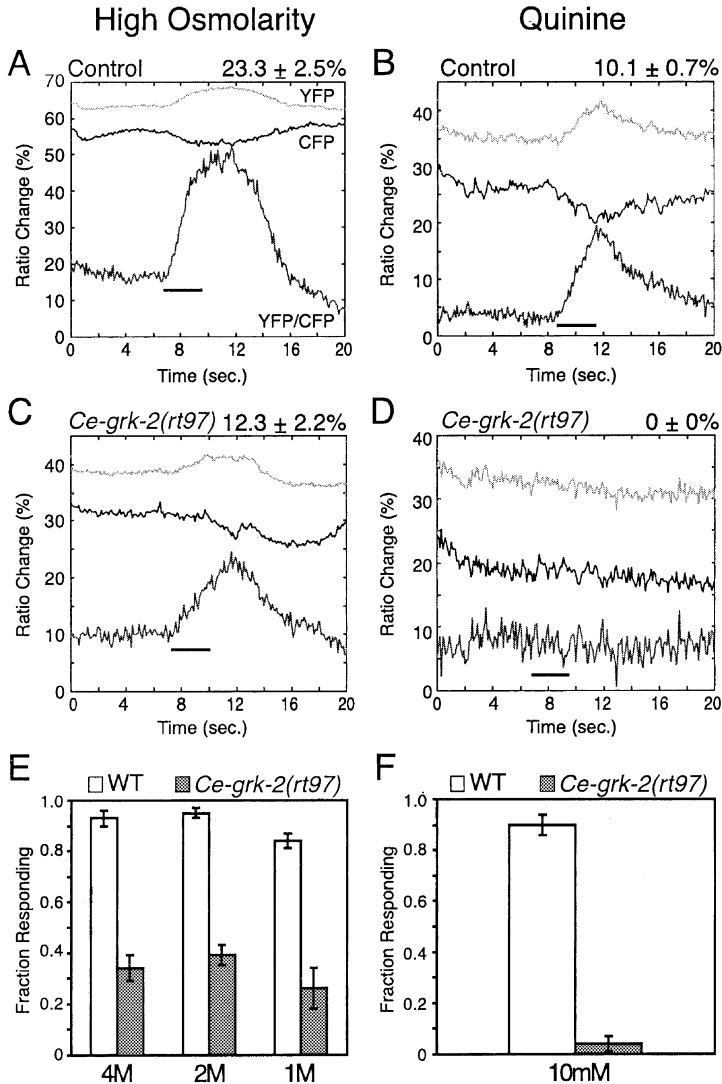 High Osmolarity
Quinine
A
Control 23.3 ± 2.5%
70
60
50
40
30
20
10
0
Ratio Change (%)
YFP
CFP
YFP/CFP
0 4 8 12 16 20
Time (sec.)
B
Control 10.1 ± 0.7%
40
30
20
10
0
Ratio Change (%)
0 4 8 12 16 20
Time (sec.)
C
Ce-grk-2(rt97) 12.3 ± 2.2%
40
30
20
10
0
Ratio Change (%)
0 4 8 12 16 20
Time (sec.)
D
Ce-grk-2(rt97) 0 ± 0%
40
30
20
10
0
Ratio Change (%)
0 4 8 12 16 20
Time (sec.)
E
WT Ce-grk-2(rt97)
1.0
0.8
0.6
0.4
0.2
0
Fraction Responding
4M 2M 1M
F
WT Ce-grk-2(rt97)
1.0
0.8
0.6
0.4
0.2
0
Fraction Responding
10mM